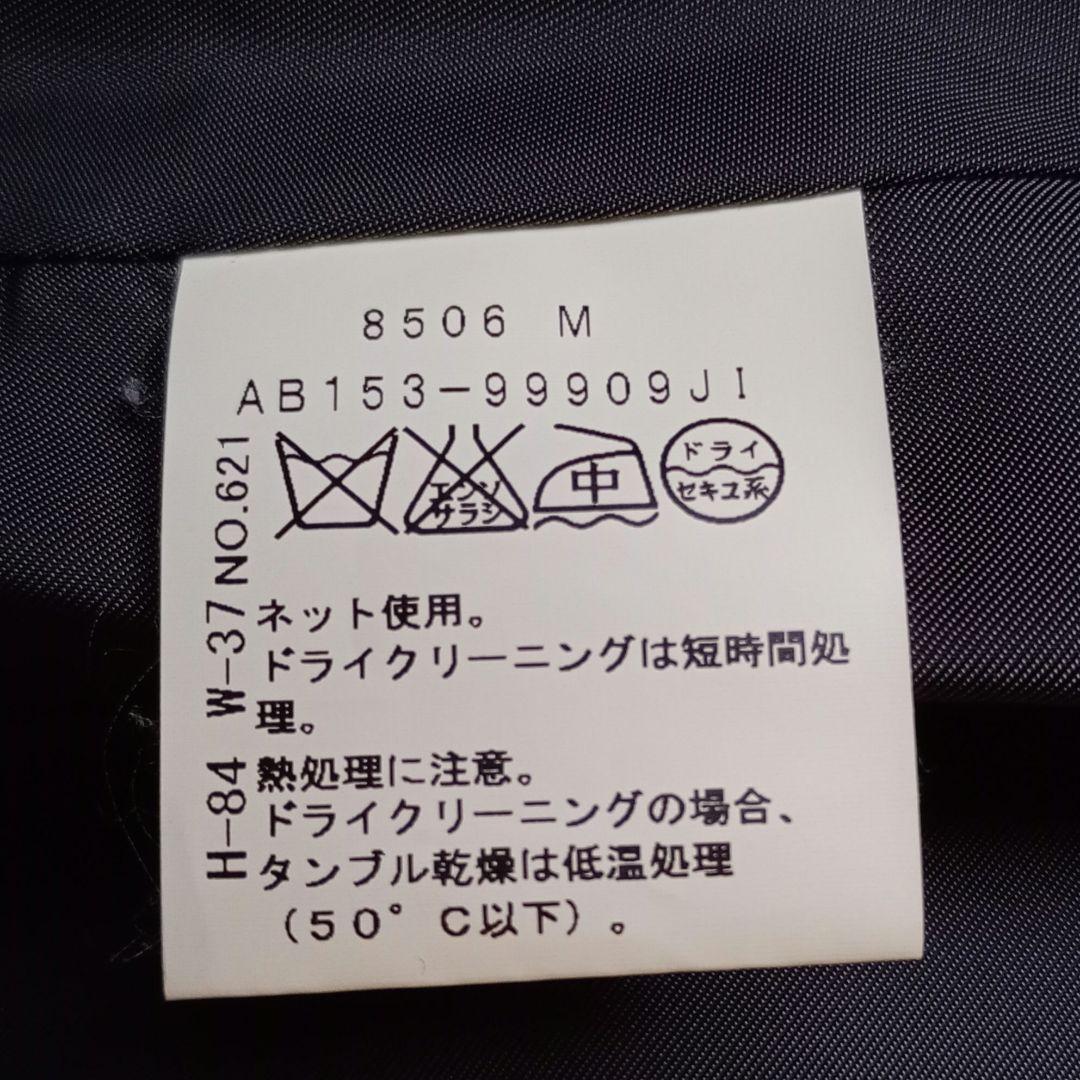 8506 M
AB153-99909JI
エンソ
サラシ
中
ドライ
セキユ系
NO.621
W-37
H-84
ネット使用。
ドライクリーニングは短時間処
理。
熱処理に注意。
ドライクリーニングの場合、
タンブル乾燥は低温処理
（50°C以下）。